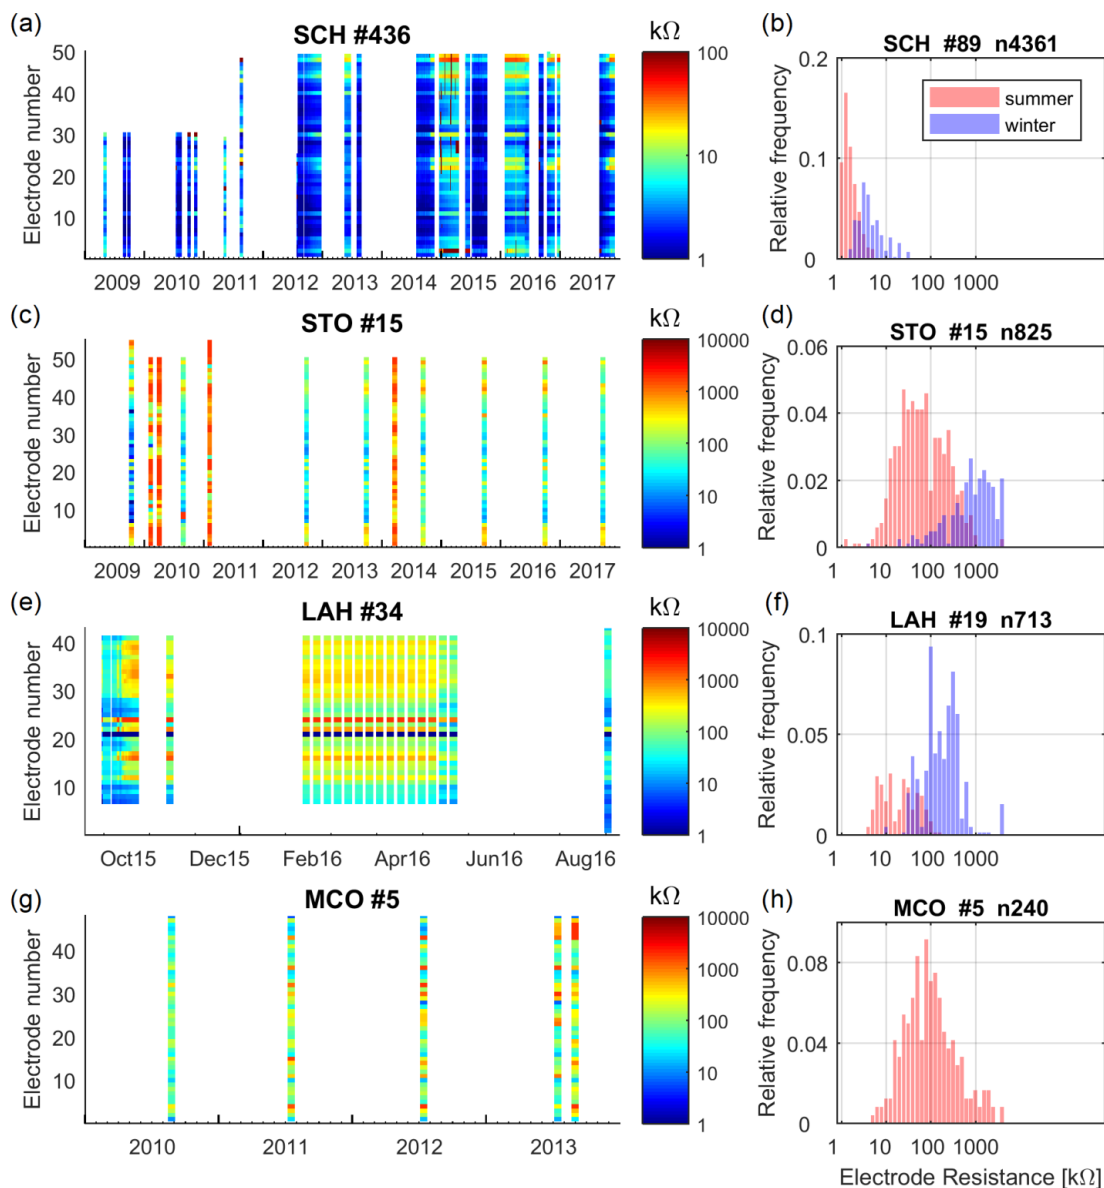 (a) SCH #436 kΩ
50
40
30
20
10
Electrode number
100
10
1
2009 2010 2011 2012 2013 2014 2015 2016 2017
(b) SCH #89 n4361
0.2
0.1
0
Relative frequency
summer
winter
1 10 100 1000
(c) STO #15 kΩ
50
40
30
20
10
Electrode number
10000
1000
100
10
1
2009 2010 2011 2012 2013 2014 2015 2016 2017
(d) STO #15 n825
0.06
0.04
0.02
0
Relative frequency
1 10 100 1000
(e) LAH #34 kΩ
40
30
20
10
Electrode number
10000
1000
100
10
1
Oct15 Dec15 Feb16 Apr16 Jun16 Aug16
(f) LAH #19 n713
0.1
0.05
0
Relative frequency
1 10 100 1000
(g) MCO #5 kΩ
40
30
20
10
Electrode number
10000
1000
100
10
1
2010 2011 2012 2013
(h) MCO #5 n240
0.08
0.04
0
Relative frequency
1 10 100 1000
Electrode Resistance [kΩ]